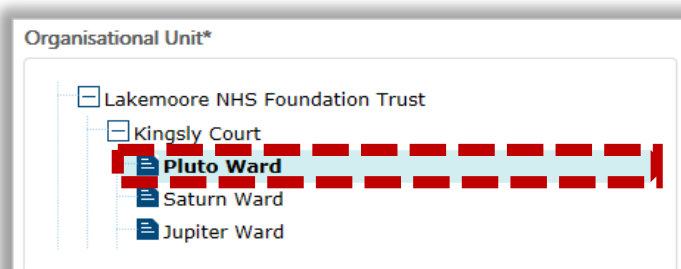 Organisational Unit*
Lakemoore NHS Foundation Trust
Kingsly Court
Pluto Ward
Saturn Ward
Jupiter Ward